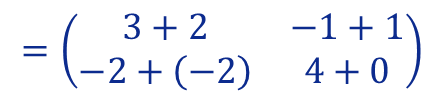 = ( 3 + 2   −1 + 1
−2 + (−2)   4 + 0 )